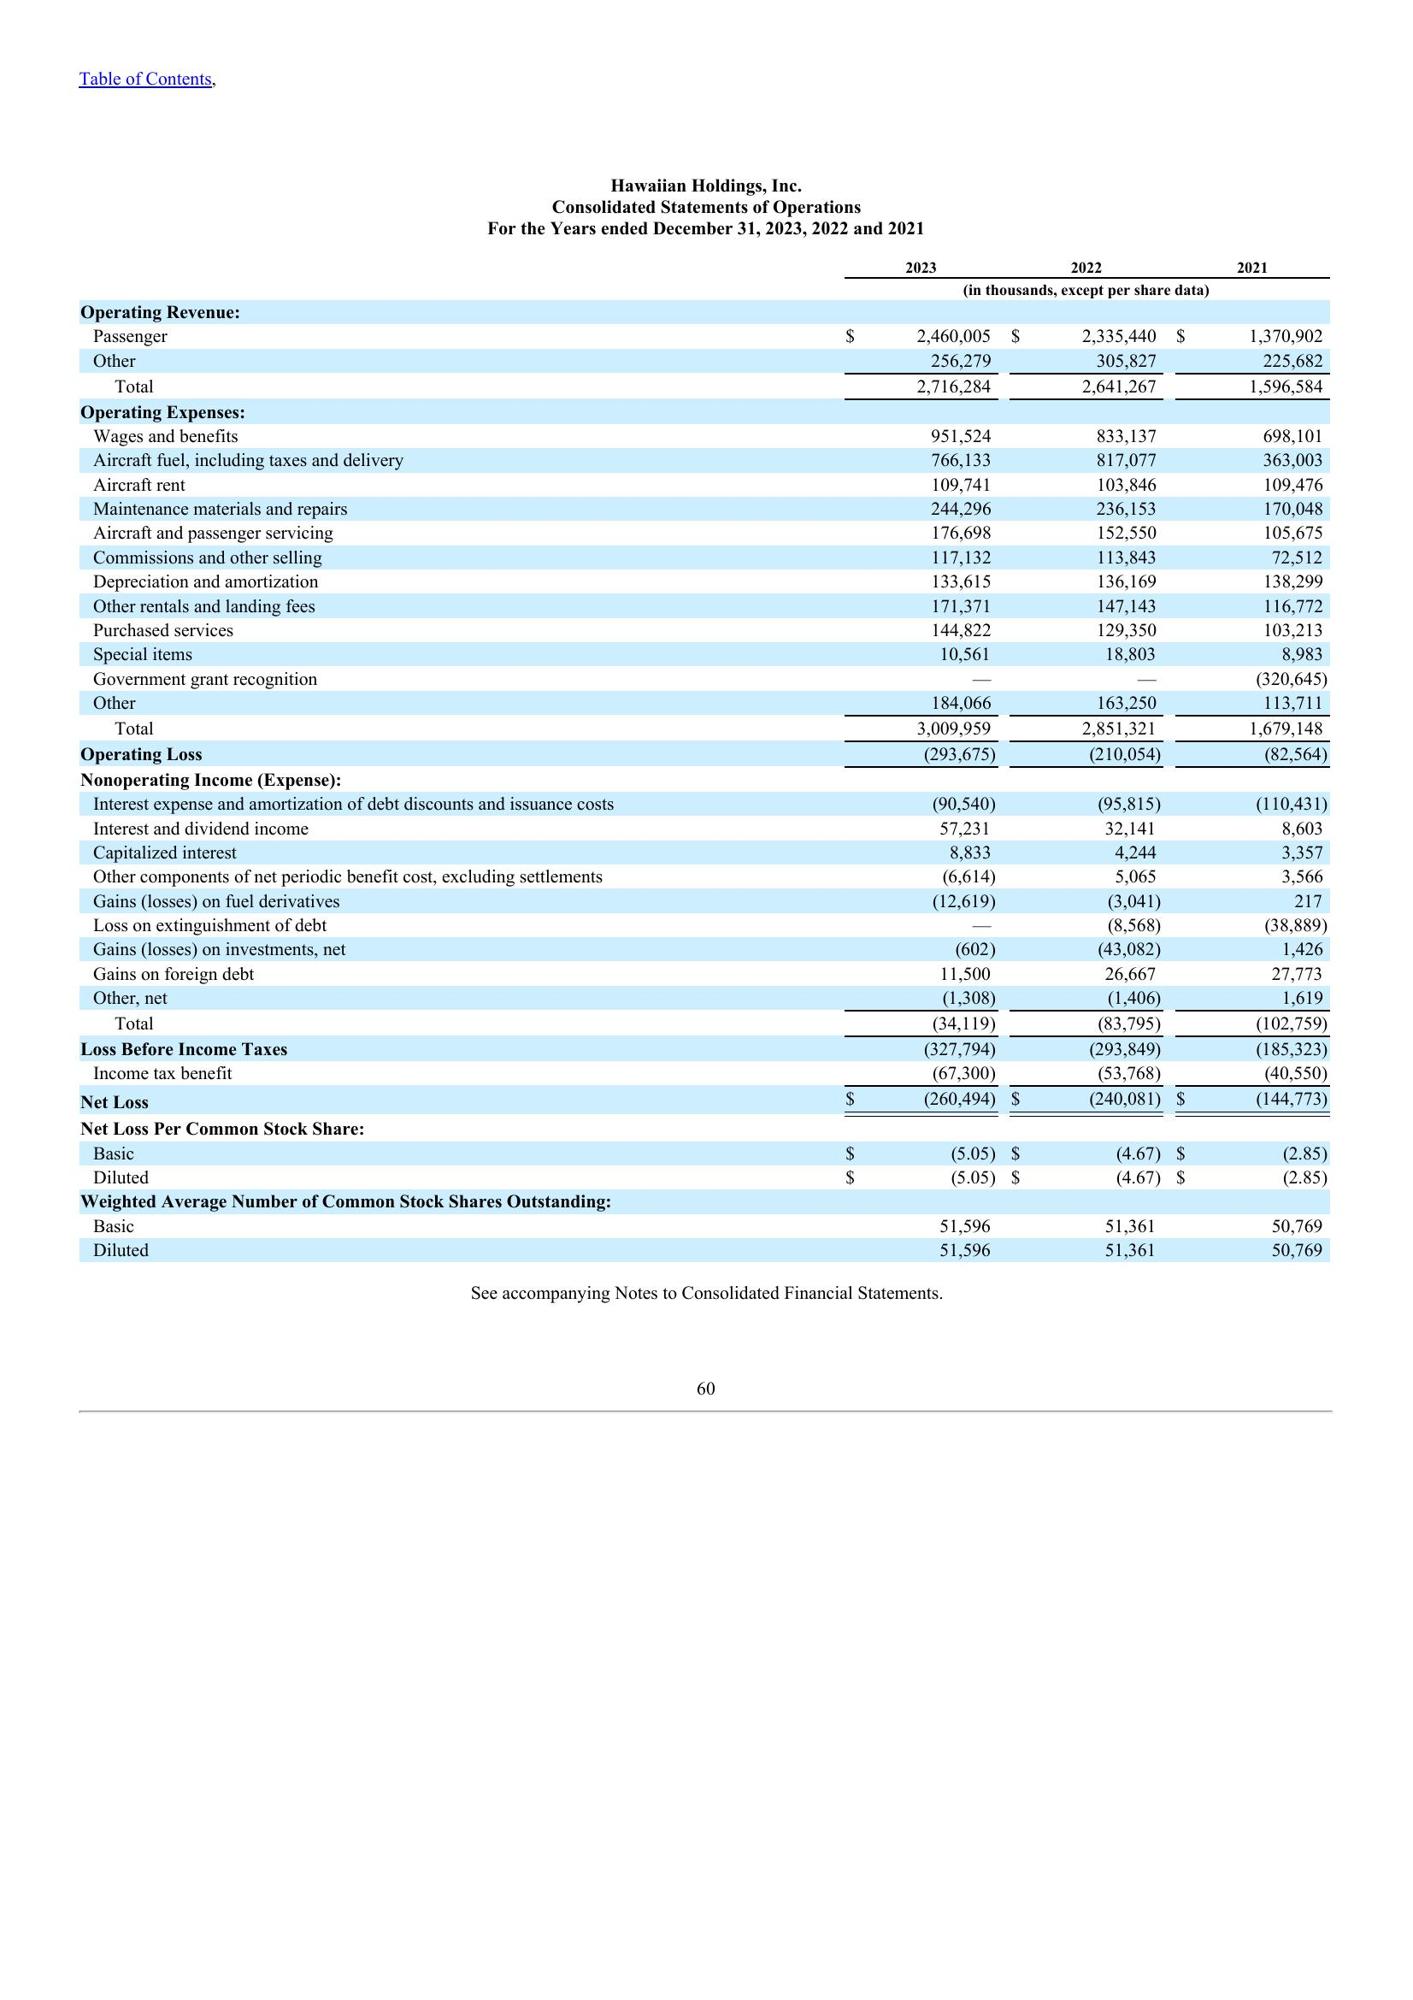 Table of Contents,
Hawaiian Holdings, Inc.
Consolidated Statements of Operations
For the Years ended December 31, 2023, 2022 and 2021
2023 2022 2021
(in thousands, except per share data)
Operating Revenue:
Passenger $ 2,460,005 $ 2,335,440 $ 1,370,902
Other 256,279 305,827 225,682
Total 2,716,284 2,641,267 1,596,584
Operating Expenses:
Wages and benefits 951,524 833,137 698,101
Aircraft fuel, including taxes and delivery 766,133 817,077 363,003
Aircraft rent 109,741 103,846 109,476
Maintenance materials and repairs 244,296 236,153 170,048
Aircraft and passenger servicing 176,698 152,550 105,675
Commissions and other selling 117,132 113,843 72,512
Depreciation and amortization 133,615 136,169 138,299
Other rentals and landing fees 171,371 147,143 116,772
Purchased services 144,822 129,350 103,213
Special items 10,561 18,803 8,983
Government grant recognition — — (320,645)
Other 184,066 163,250 113,711
Total 3,009,959 2,851,321 1,679,148
Operating Loss (293,675) (210,054) (82,564)
Nonoperating Income (Expense):
Interest expense and amortization of debt discounts and issuance costs (90,540) (95,815) (110,431)
Interest and dividend income 57,231 32,141 8,603
Capitalized interest 8,833 4,244 3,357
Other components of net periodic benefit cost, excluding settlements (6,614) 5,065 3,566
Gains (losses) on fuel derivatives (12,619) (3,041) 217
Loss on extinguishment of debt — (8,568) (38,889)
Gains (losses) on investments, net (602) (43,082) 1,426
Gains on foreign debt 11,500 26,667 27,773
Other, net (1,308) (1,406) 1,619
Total (34,119) (83,795) (102,759)
Loss Before Income Taxes (327,794) (293,849) (185,323)
Income tax benefit (67,300) (53,768) (40,550)
Net Loss $ (260,494) $ (240,081) $ (144,773)
Net Loss Per Common Stock Share:
Basic $ (5.05) $ (4.67) $ (2.85)
Diluted $ (5.05) $ (4.67) $ (2.85)
Weighted Average Number of Common Stock Shares Outstanding:
Basic 51,596 51,361 50,769
Diluted 51,596 51,361 50,769
See accompanying Notes to Consolidated Financial Statements.
60